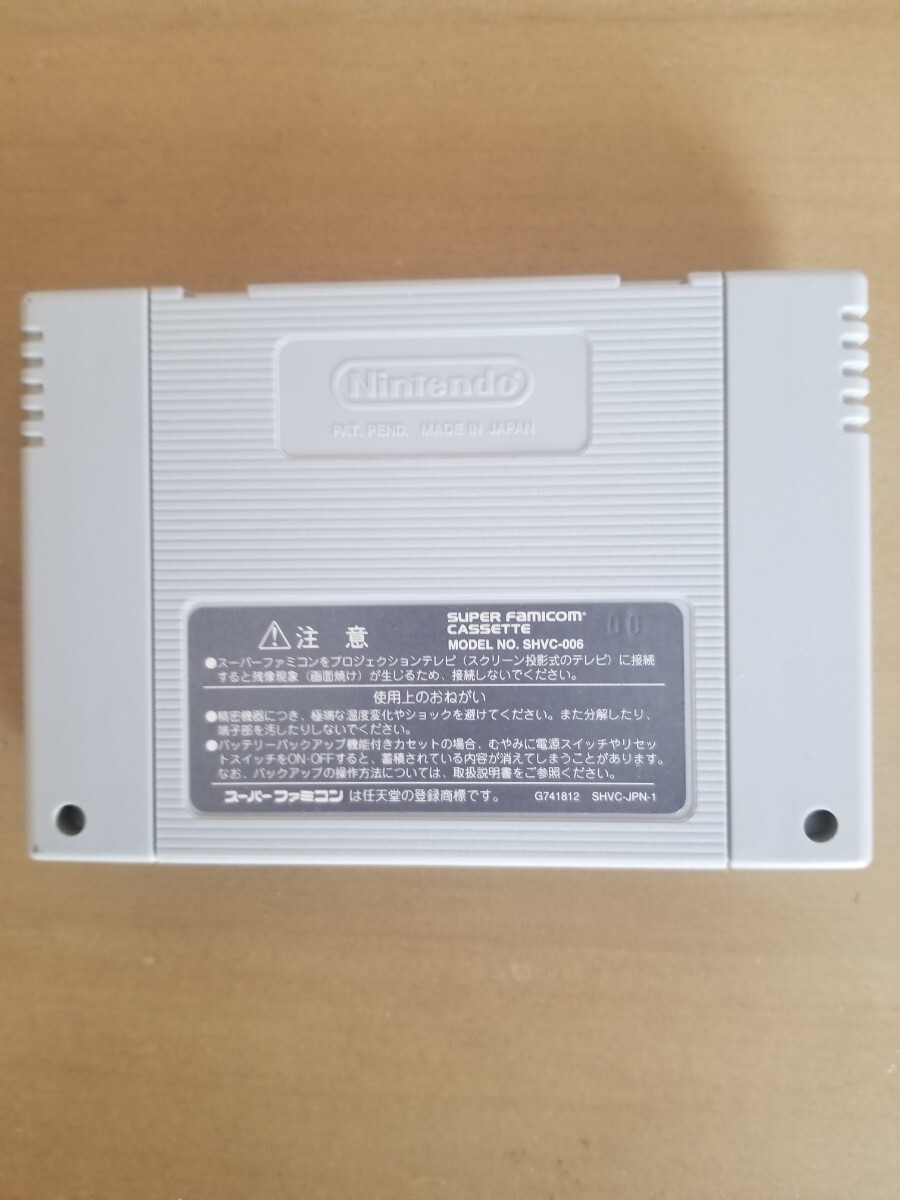 Nintendo®
PAT. PEND. MADE IN JAPAN
⚠注意
SUPER FAMICOM®
CASSETTE
MODEL NO. SHVC-006
00
●スーパーファミコンをプロジェクションテレビ(スクリーン投影式のテレビ)に接続
すると残像現象(画面焼け)が生じるため、接続しないでください。
使用上のおねがい
●精密機器につき、極端な温度変化やショックを避けてください。また分解したり、
端子部を汚したりしないでください。
●バッテリーバックアップ機能付きカセットの場合、むやみに電源スイッチやリセッ
トスイッチをON·OFFすると、蓄積されている内容が消えてしまうことがあります。
なお、バックアップの操作方法については、取扱説明書をご参照ください。
スーパーファミコンは任天堂の登録商標です。
G741812 SHVC-JPN-1